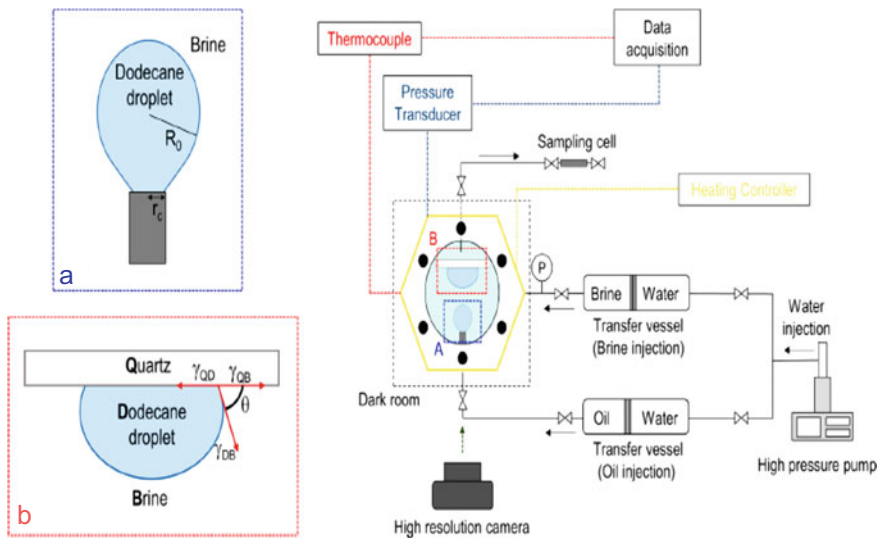 Brine
Dodecane
droplet
R0
rc
a
Quartz
γQD
γQB
θ
Dodecane
droplet
γDB
Brine
b
Thermocouple
Data
acquisition
Pressure
Transducer
Sampling cell
Heating Controller
B
A
P
Brine
Water
Transfer vessel
(Brine injection)
Water
injection
Dark room
Oil
Water
Transfer vessel
(Oil injection)
High pressure pump
High resolution camera